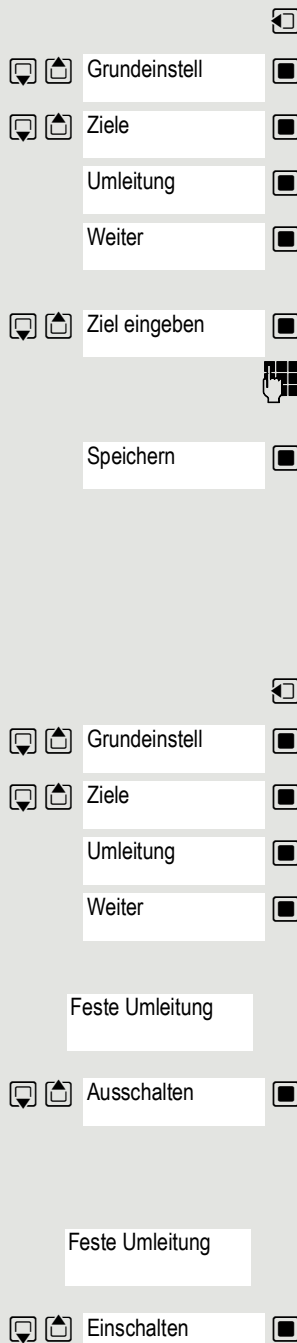 Grundeinstell
Ziele
Umleitung
Weiter
Ziel eingeben
Speichern
Grundeinstell
Ziele
Umleitung
Weiter
Feste Umleitung
Ausschalten
Feste Umleitung
Einschalten